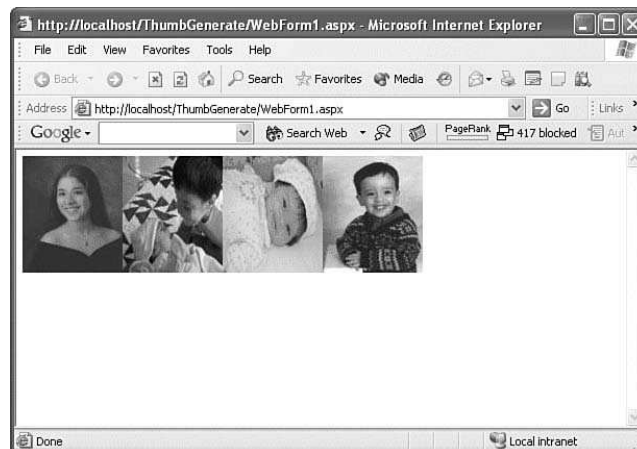 http://localhost/ThumbGenerate/WebForm1.aspx - Microsoft Internet Explorer
File Edit View Favorites Tools Help
Back Search Favorites Media
Address http://localhost/ThumbGenerate/WebForm1.aspx Go Links »
Google Search Web PageRank 417 blocked Aut »
Done Local intranet